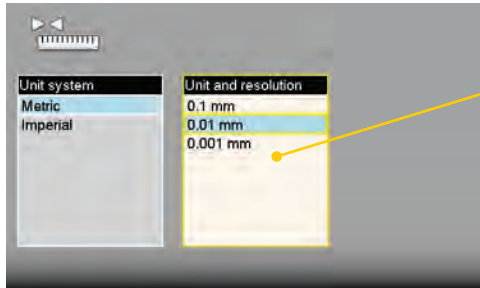 Unit system
Metric
Imperial
Unit and resolution
0.1 mm
0.01 mm
0.001 mm